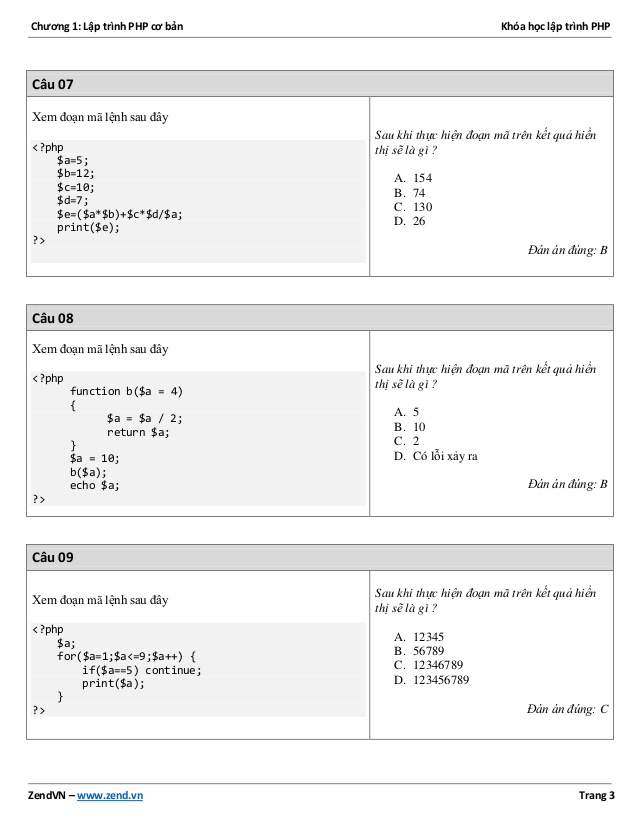 Chương 1: Lập trình PHP cơ bản Khóa học lập trình PHP
Câu 07
Xem đoạn mã lệnh sau đây
<?php
$a=5;
$b=12;
$c=10;
$d=7;
$e=($a*$b)+$c*$d/$a;
print($e);
?>
Sau khi thực hiện đoạn mã trên kết quả hiển
thị sẽ là gì ?
A. 154
B. 74
C. 130
D. 26
Đán án đúng: B
Câu 08
Xem đoạn mã lệnh sau đây
<?php
function b($a = 4)
{
$a = $a / 2;
return $a;
}
$a = 10;
b($a);
echo $a;
?>
Sau khi thực hiện đoạn mã trên kết quả hiển
thị sẽ là gì ?
A. 5
B. 10
C. 2
D. Có lỗi xảy ra
Đán án đúng: B
Câu 09
Xem đoạn mã lệnh sau đây
<?php
$a;
for($a=1;$a<=9;$a++) {
if($a==5) continue;
print($a);
}
?>
Sau khi thực hiện đoạn mã trên kết quả hiển
thị sẽ là gì ?
A. 12345
B. 56789
C. 12346789
D. 123456789
Đán án đúng: C
ZendVN – www.zend.vn Trang 3